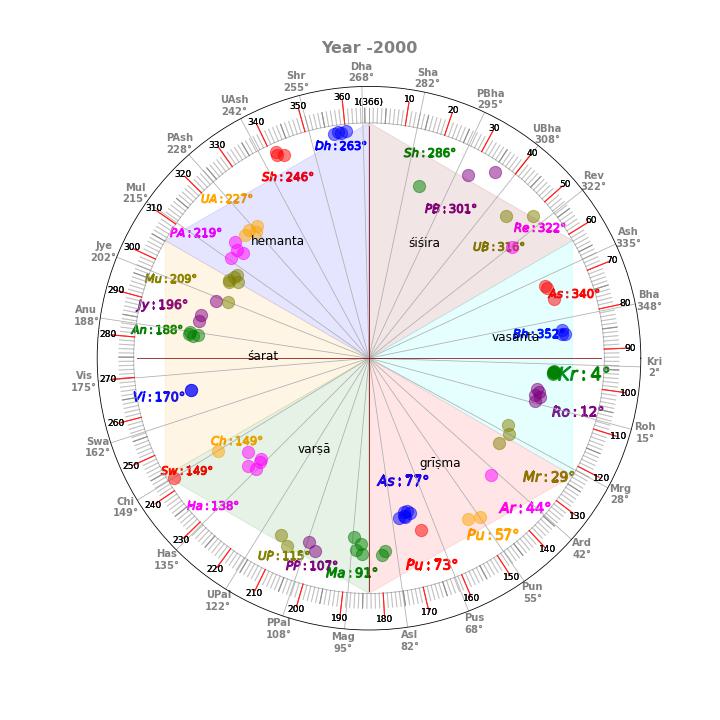 Year -2000
Dha
268°
Sha
282°
PBha
295°
UBha
308°
Rev
322°
Ash
335°
Bha
348°
Kri
2°
Roh
15°
Mrg
28°
Ard
42°
Pun
55°
Pus
68°
Asl
82°
Mag
95°
PPal
108°
UPal
122°
Has
135°
Chi
149°
Swa
162°
Vis
175°
Anu
188°
Jye
202°
Mul
215°
PAsh
228°
UAsh
242°
Shr
255°
1(366)
10
20
30
40
50
60
70
80
90
100
110
120
130
140
150
160
170
180
190
200
210
220
230
240
250
260
270
280
290
300
310
320
330
340
350
360
Dh:263°
Sh:286°
PB:301°
UB:316°
Re:322°
As:340°
Bh:352°
Kr:4°
Ro:12°
Mr:29°
Ar:44°
Pu:57°
Pu:73°
As:77°
Ma:91°
PP:107°
UP:115°
Ha:138°
Sw:149°
Ch:149°
Vi:170°
An:188°
Jy:196°
Mu:209°
PA:219°
UA:227°
Sh:246°
hemanta
śiśira
vasanta
grīṣma
varṣā
śarat